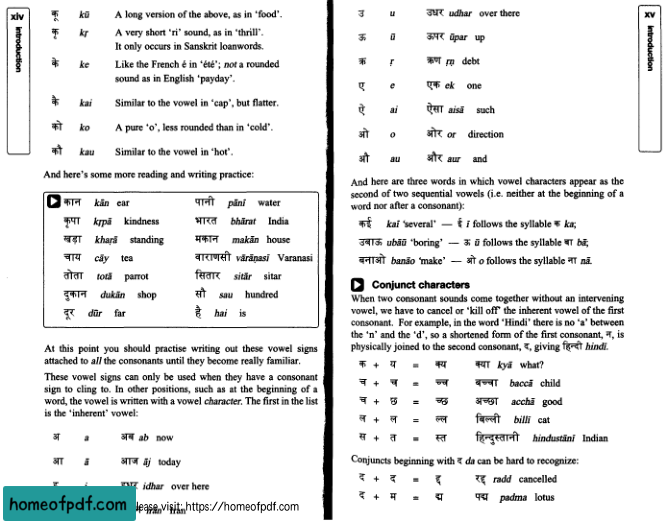 xiv
introduction
कू kū A long version of the above, as in ‘food’.
कृ kṛ A very short ‘ri’ sound, as in ‘thrill’.
It only occurs in Sanskrit loanwords.
के ke Like the French é in ‘été’; not a rounded
sound as in English ‘payday’.
कै kai Similar to the vowel in ‘cap’, but flatter.
को ko A pure ‘o’, less rounded than in ‘cold’.
कौ kau Similar to the vowel in ‘hot’.
And here’s some more reading and writing practice:
कान kān ear पानी pānī water
कृपा kṛpā kindness भारत bhārat India
खड़ा khaṛā standing मकान makān house
चाय cāy tea वाराणसी vārāṇasī Varanasi
तोता totā parrot सितार sitār sitar
दुकान dukān shop सौ sau hundred
दूर dūr far है hai is
At this point you should practise writing out these vowel signs
attached to all the consonants until they become really familiar.
These vowel signs can only be used when they have a consonant
sign to cling to. In other positions, such as at the beginning of a
word, the vowel is written with a vowel character. The first in the list
is the ‘inherent’ vowel:
अ a अब ab now
आ ā आज āj today
idhar over here
homeofpdf.com
please visit: https://homeofpdf.com
xv
introduction
उ u उधर udhar over there
ऊ ū ऊपर ūpar up
ऋ ṛ ऋण ṛṇ debt
ए e एक ek one
ऐ ai ऐसा aisā such
ओ o ओर or direction
औ au और aur and
And here are three words in which vowel characters appear as the
second of two sequential vowels (i.e. neither at the beginning of a
word nor after a consonant):
कई kaī ‘several’ — ई ī follows the syllable क ka;
उबाऊ ubāū ‘boring’ — ऊ ū follows the syllable बा bā;
बनाओ banāo ‘make’ — ओ o follows the syllable ना nā.
Conjunct characters
When two consonant sounds come together without an intervening
vowel, we have to cancel or ‘kill off’ the inherent vowel of the first
consonant. For example, in the word ‘Hindi’ there is no ‘a’ between
the ‘n’ and the ‘d’, so a shortened form of the first consonant, न, is
physically joined to the second consonant, द, giving हिन्दी hindī.
क + य = क्य क्या kyā what?
च + च = च्च बच्चा baccā child
च + छ = च्छ अच्छा acchā good
ल + ल = ल्ल बिल्ली billī cat
स + त = स्त हिन्दुस्तानी hindustānī Indian
Conjuncts beginning with द da can be hard to recognize:
द + द = द्द रद्द radd cancelled
द + म = द्म पद्म padma lotus